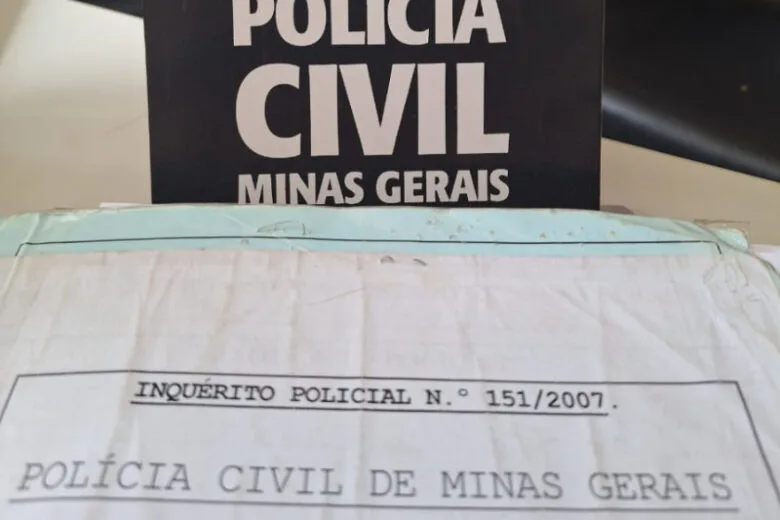 POLÍCIA
CIVIL
MINAS GERAIS
INQUÉRITO POLICIAL N.º 151/2007.
POLÍCIA CIVIL DE MINAS GERAIS